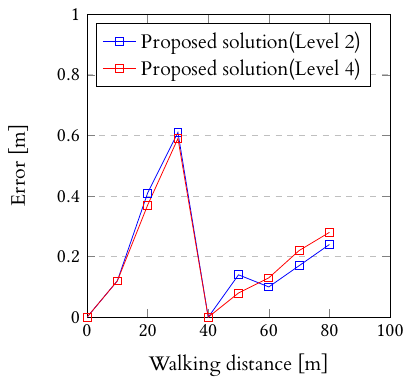 1
Proposed solution(Level 2)
0.8
Proposed solution(Level 4)
0.6
0.4
0.2
0
0 20 40 60 80 100
Error [m]
Walking distance [m]